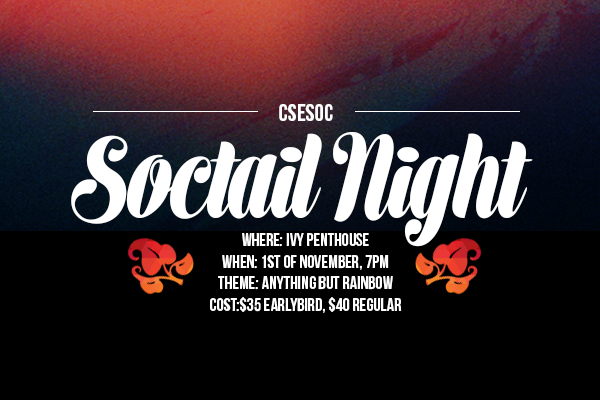 CSESOC
Soctail Night
WHERE: IVY PENTHOUSE
WHEN: 1ST OF NOVEMBER, 7PM
THEME: ANYTHING BUT RAINBOW
COST:$35 EARLYBIRD, $40 REGULAR